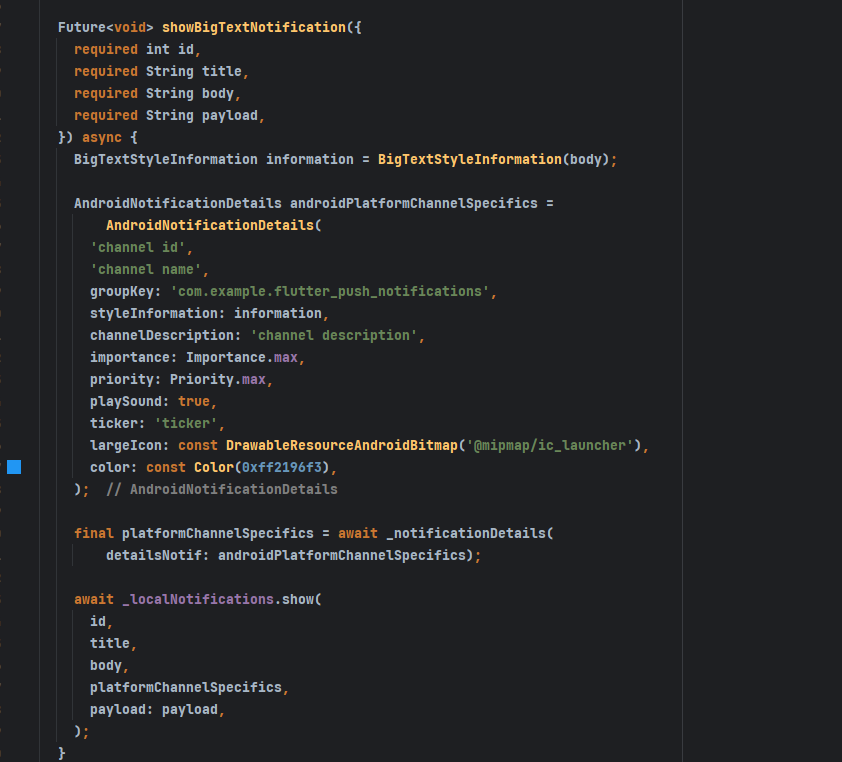 Future<void> showBigTextNotification({
required int id,
required String title,
required String body,
required String payload,
}) async {
BigTextStyleInformation information = BigTextStyleInformation(body);
AndroidNotificationDetails androidPlatformChannelSpecifics =
AndroidNotificationDetails(
'channel id',
'channel name',
groupKey: 'com.example.flutter_push_notifications',
styleInformation: information,
channelDescription: 'channel description',
importance: Importance.max,
priority: Priority.max,
playSound: true,
ticker: 'ticker',
largeIcon: const DrawableResourceAndroidBitmap('@mipmap/ic_launcher'),
color: const Color(0xff2196f3),
); // AndroidNotificationDetails
final platformChannelSpecifics = await _notificationDetails(
detailsNotif: androidPlatformChannelSpecifics);
await _localNotifications.show(
id,
title,
body,
platformChannelSpecifics,
payload: payload,
);
}